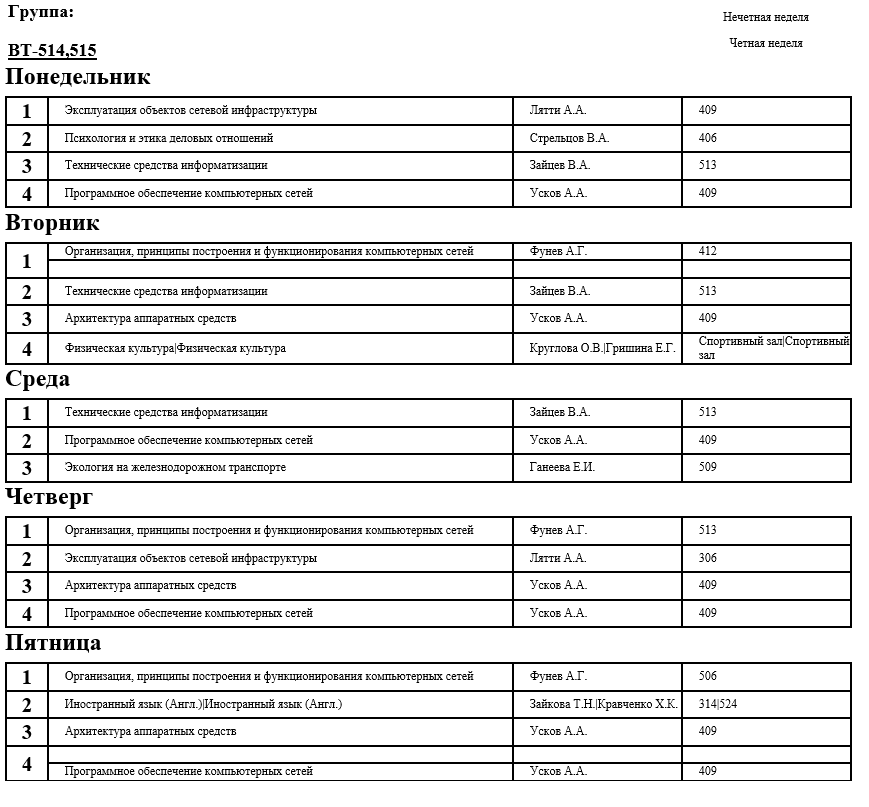 Группа:
Нечетная неделя
Четная неделя
ВТ-514,515
Понедельник
1 Эксплуатация объектов сетевой инфраструктуры Лятти А.А. 409
2 Психология и этика деловых отношений Стрельцов В.А. 406
3 Технические средства информатизации Зайцев В.А. 513
4 Программное обеспечение компьютерных сетей Усков А.А. 409
Вторник
1 Организация, принципы построения и функционирования компьютерных сетей Фунев А.Г. 412
2 Технические средства информатизации Зайцев В.А. 513
3 Архитектура аппаратных средств Усков А.А. 409
4 Физическая культура|Физическая культура Круглова О.В.|Гришина Е.Г. Спортивный зал|Спортивный
зал
Среда
1 Технические средства информатизации Зайцев В.А. 513
2 Программное обеспечение компьютерных сетей Усков А.А. 409
3 Экология на железнодорожном транспорте Ганеева Е.И. 509
Четверг
1 Организация, принципы построения и функционирования компьютерных сетей Фунев А.Г. 513
2 Эксплуатация объектов сетевой инфраструктуры Лятти А.А. 306
3 Архитектура аппаратных средств Усков А.А. 409
4 Программное обеспечение компьютерных сетей Усков А.А. 409
Пятница
1 Организация, принципы построения и функционирования компьютерных сетей Фунев А.Г. 506
2 Иностранный язык (Англ.)|Иностранный язык (Англ.) Зайкова Т.Н.|Кравченко Х.К. 314|524
3 Архитектура аппаратных средств Усков А.А. 409
4 Программное обеспечение компьютерных сетей Усков А.А. 409